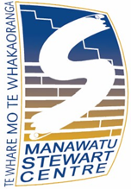 TE WHARE MO TE WHAKAORANGA
MANAWATU
STEWART
CENTRE